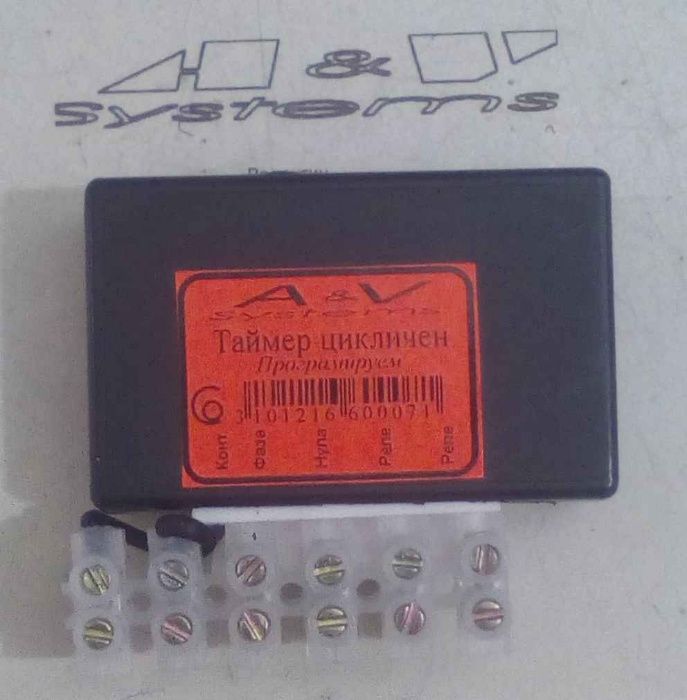 A&V
systems
A&V
systems
Таймер цикличен
Програмируем
6
3101216600071
Конт
Фаза
Нула
Реле
Реле